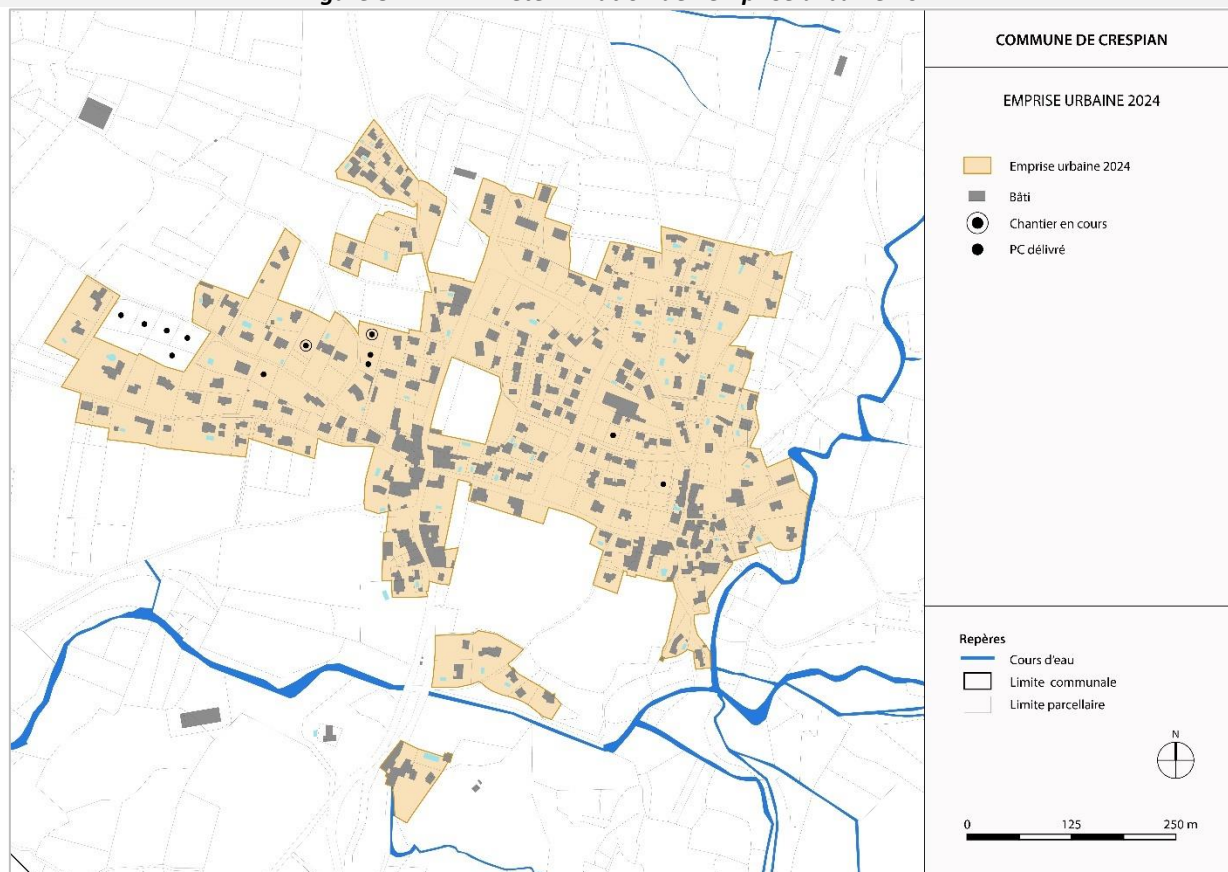 COMMUNE DE CRESPIAN
EMPRISE URBAINE 2024
Emprise urbaine 2024
Bâti
Chantier en cours
PC délivré
Repères
Cours d'eau
Limite communale
Limite parcellaire
N
0 125 250 m